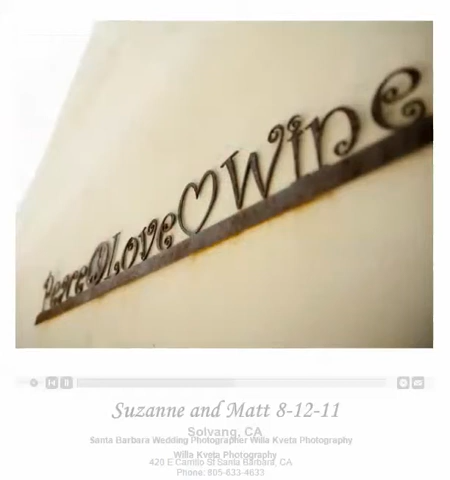 Peace Love Wine
Suzanne and Matt 8-12-11
Solvang, CA
Santa Barbara Wedding Photographer Willa Kveta Photography
Willa Kveta Photography
420 E Carrillo St Santa Barbara, CA
Phone: 805-633-4633